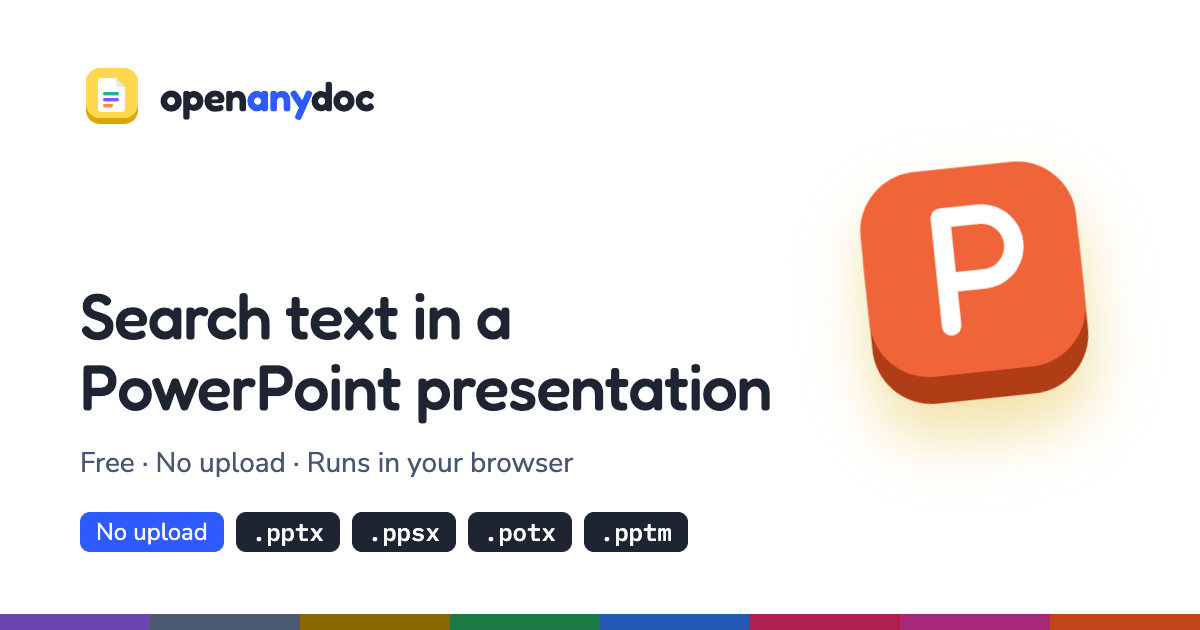 openanydoc
P
Search text in a
PowerPoint presentation
Free · No upload · Runs in your browser
No upload .pptx .ppsx .potx .pptm